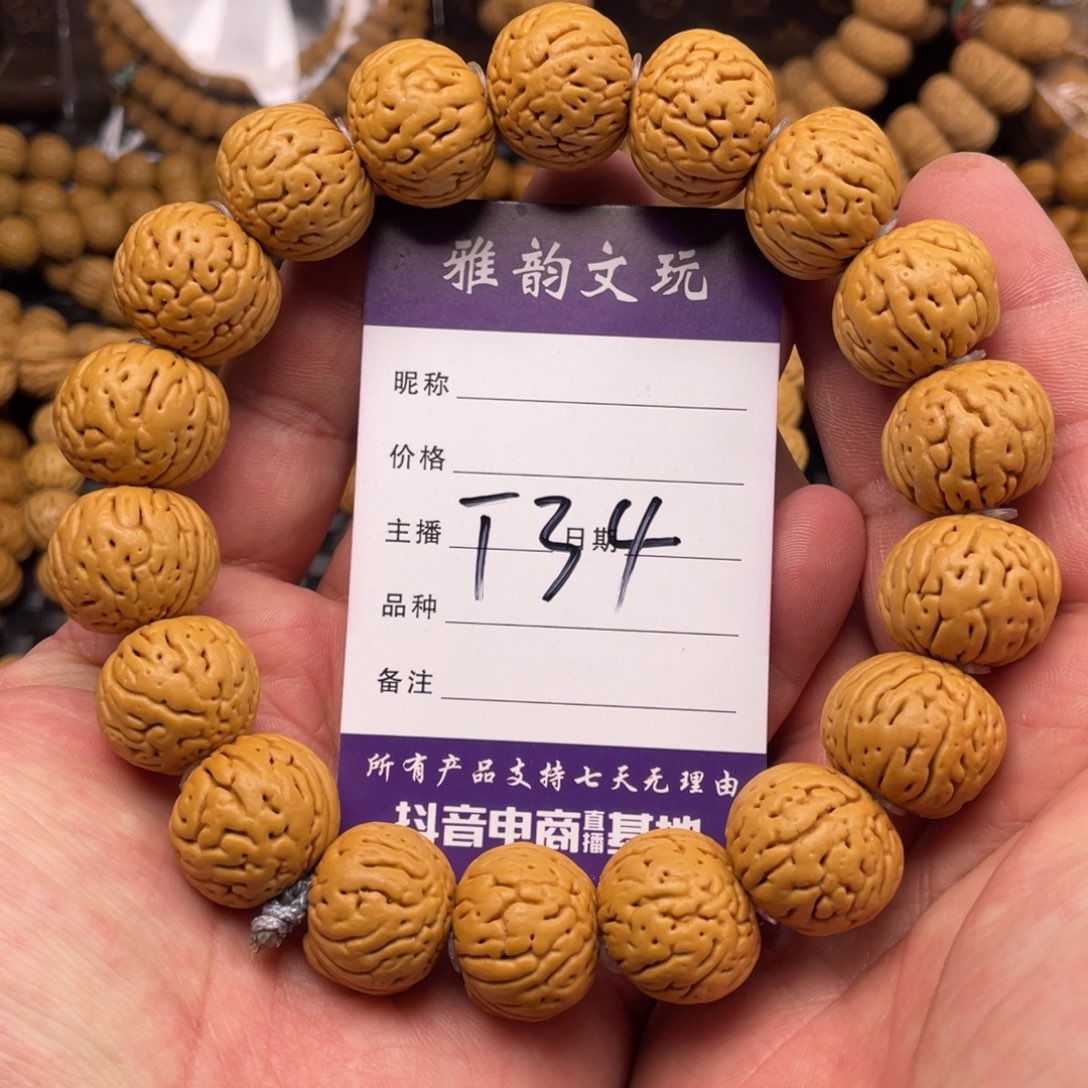 雅韵文玩
昵称
价格
主播 T34 日期
品种
备注
所有产品支持七天无理由
抖音电商直播基地